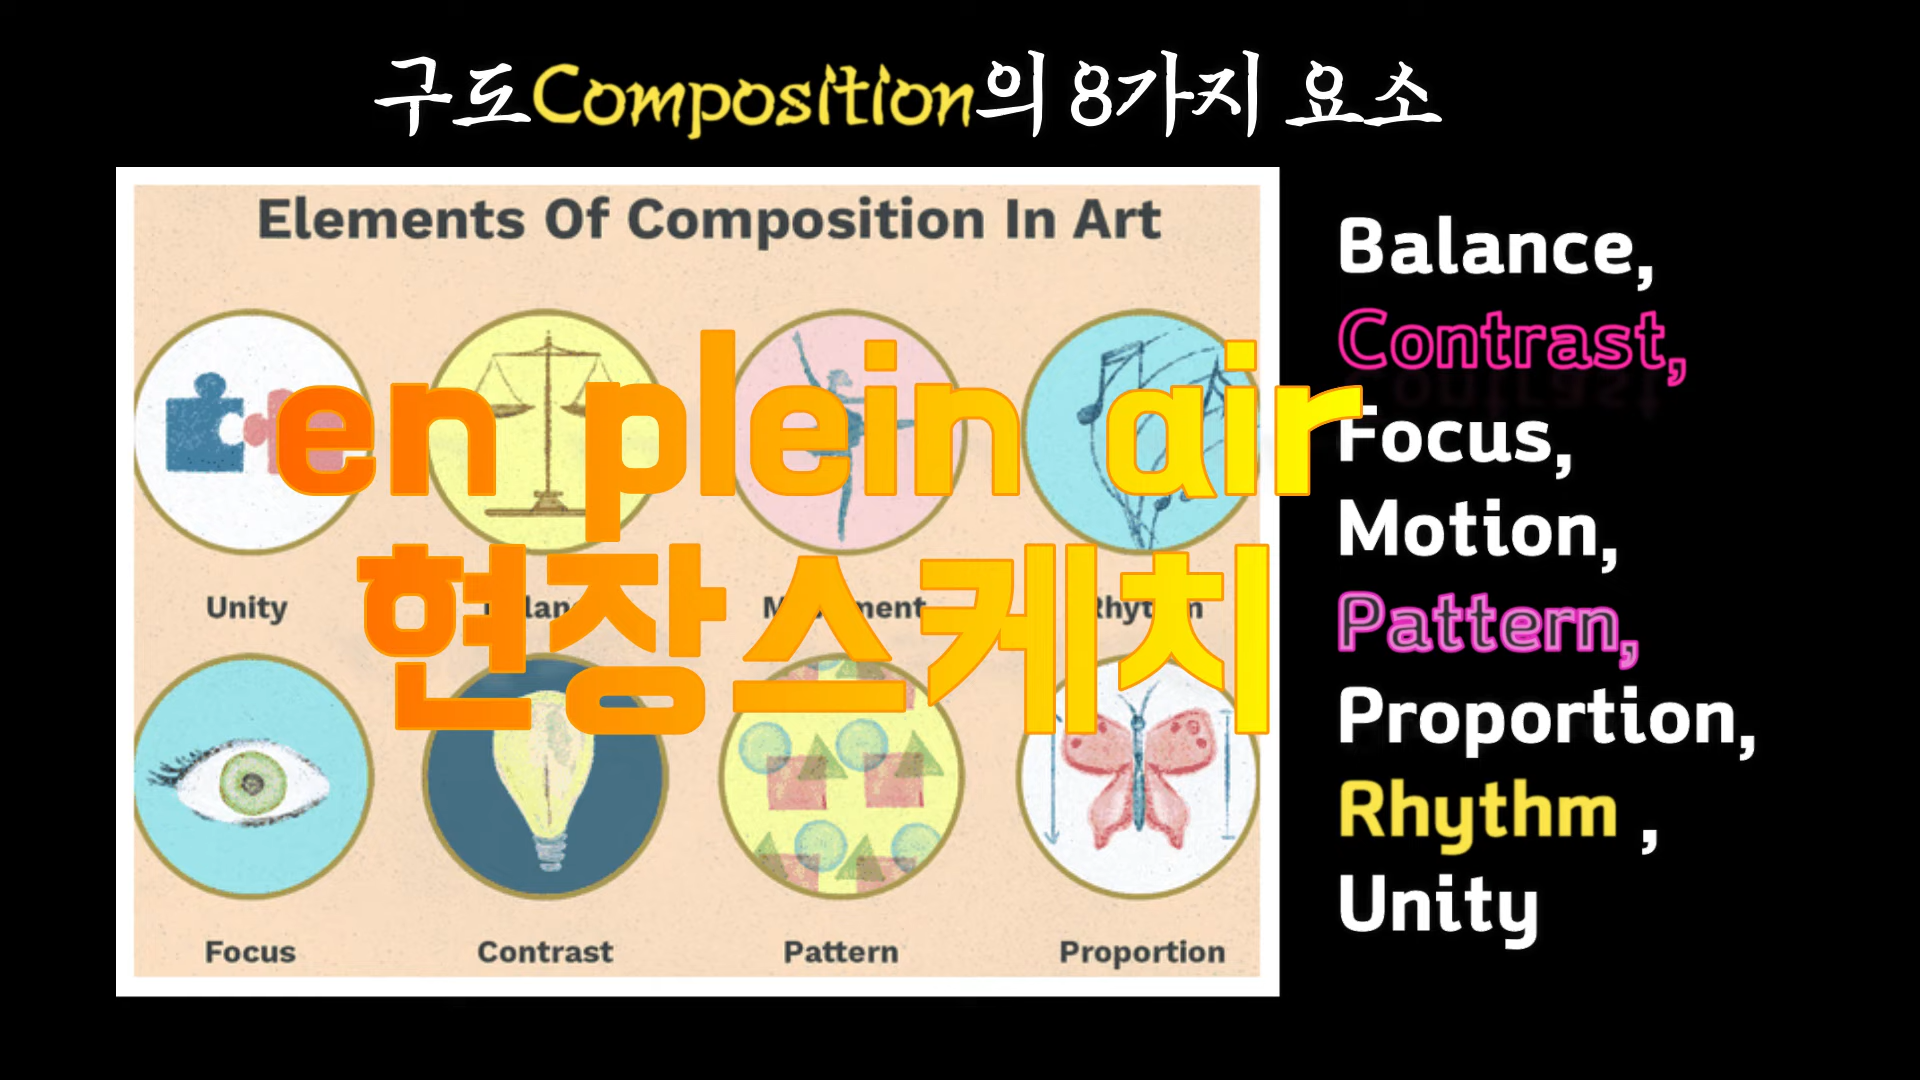 구도Composition의 8가지 요소
Elements Of Composition In Art
en plein air
현장스케치
Unity
Focus
Contrast
Pattern
Proportion
Balance,
Contrast,
Focus,
Motion,
Pattern,
Proportion,
Rhythm ,
Unity